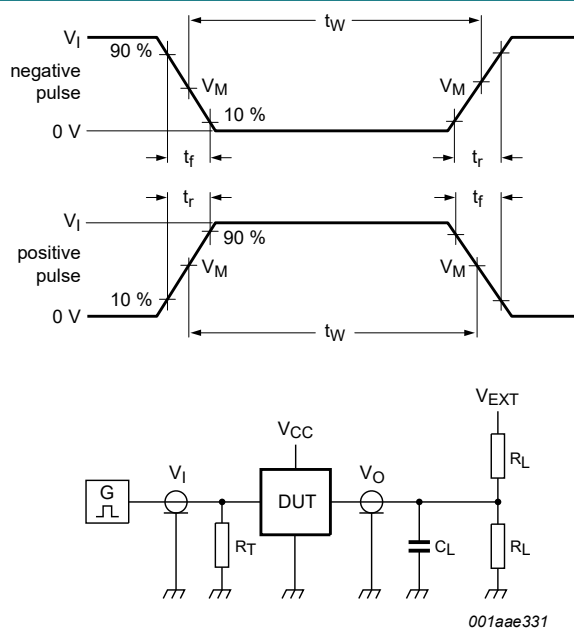 tW
VI
90 %
negative
pulse
VM
VM
10 %
0 V
tf
tr
tr
tf
VI
90 %
positive
pulse
VM
VM
10 %
0 V
tW
VEXT
VCC
RL
VI
VO
G
DUT
RT
CL
RL
001aae331